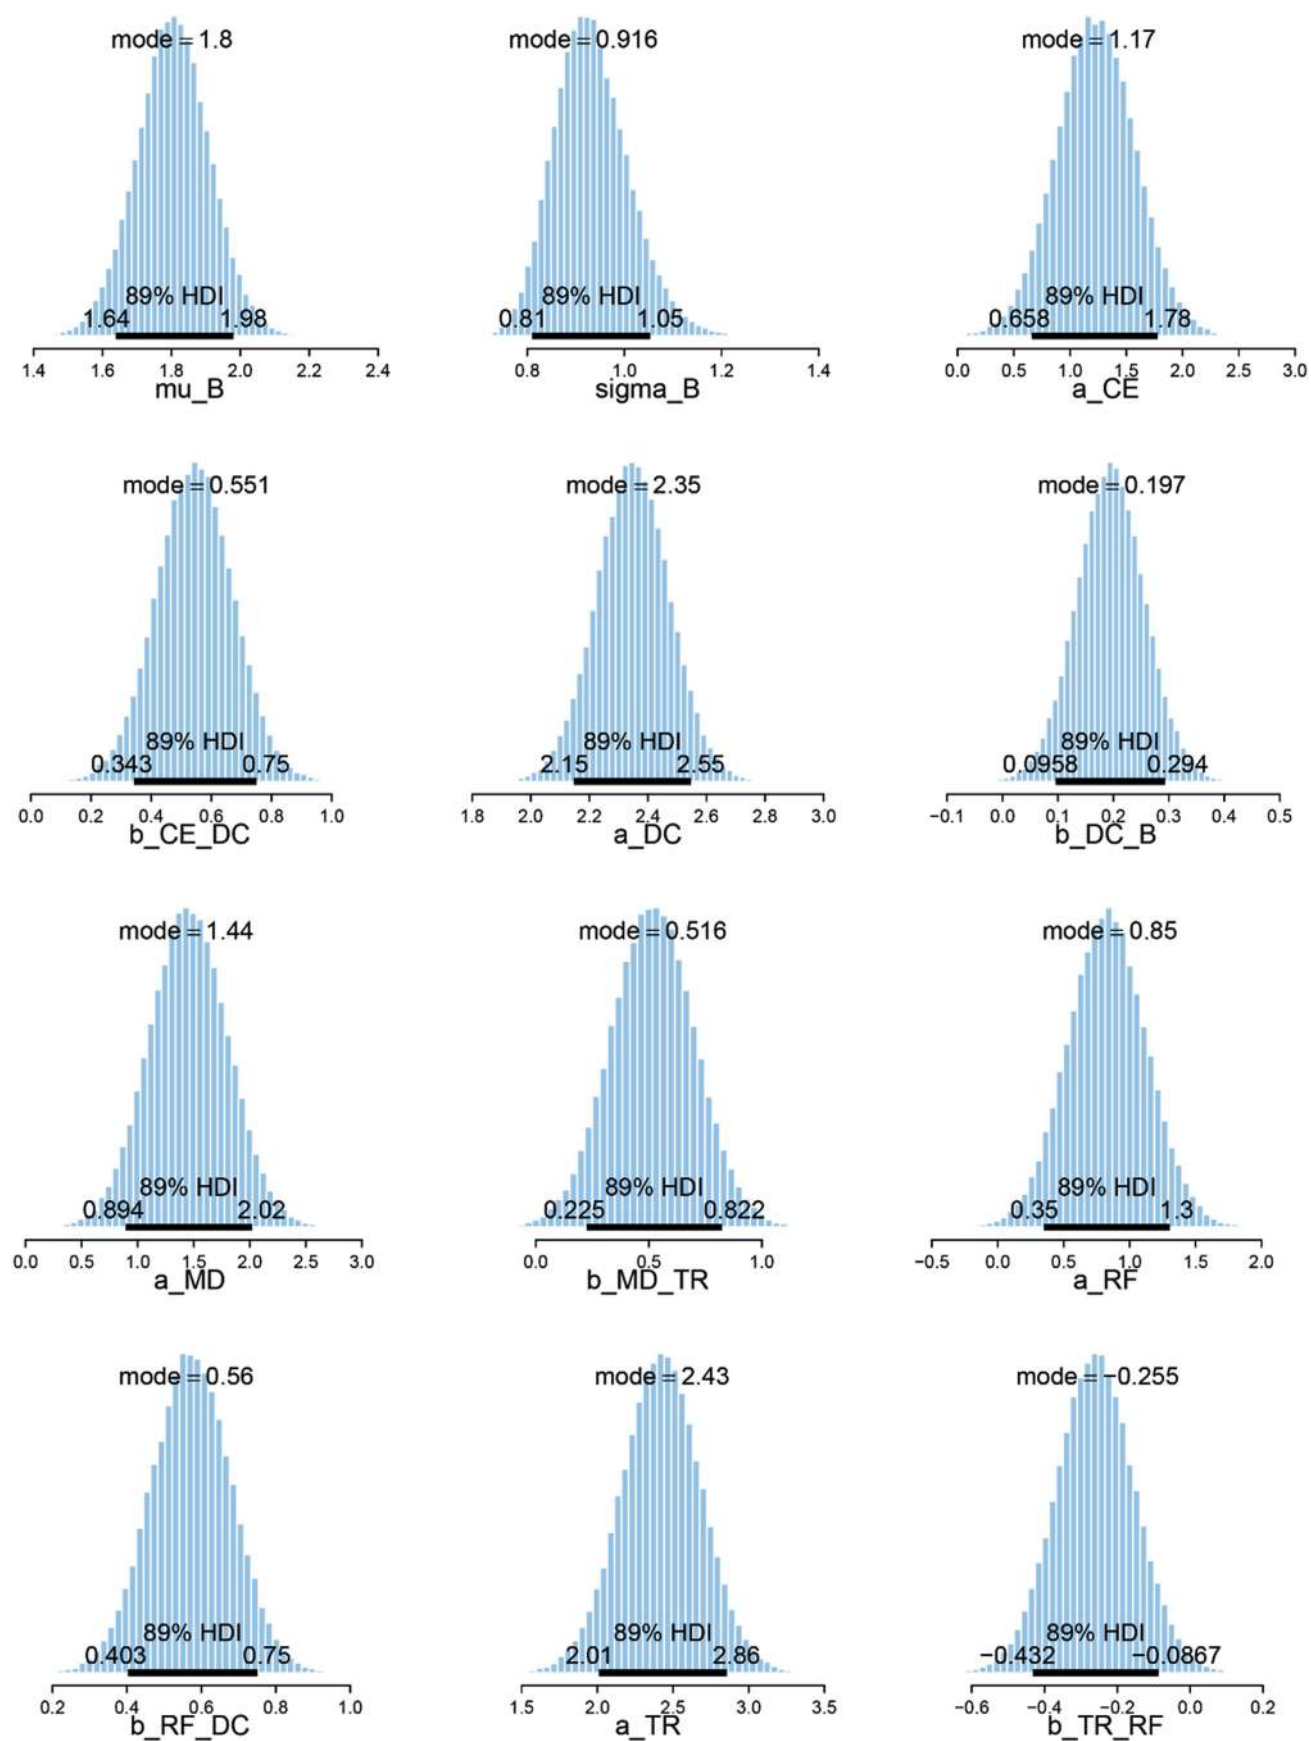 mode = 1.8
89% HDI
1.64 1.98
1.4 1.6 1.8 2.0 2.2 2.4
mu_B
mode = 0.916
89% HDI
0.81 1.05
0.8 1.0 1.2 1.4
sigma_B
mode = 1.17
89% HDI
0.658 1.78
0.0 0.5 1.0 1.5 2.0 2.5 3.0
a_CE
mode = 0.551
89% HDI
0.343 0.75
0.0 0.2 0.4 0.6 0.8 1.0
b_CE_DC
mode = 2.35
89% HDI
2.15 2.55
1.8 2.0 2.2 2.4 2.6 2.8 3.0
a_DC
mode = 0.197
89% HDI
0.0958 0.294
−0.1 0.0 0.1 0.2 0.3 0.4 0.5
b_DC_B
mode = 1.44
89% HDI
0.894 2.02
0.0 0.5 1.0 1.5 2.0 2.5 3.0
a_MD
mode = 0.516
89% HDI
0.225 0.822
0.0 0.5 1.0
b_MD_TR
mode = 0.85
89% HDI
0.35 1.3
−0.5 0.0 0.5 1.0 1.5 2.0
a_RF
mode = 0.56
89% HDI
0.403 0.75
0.2 0.4 0.6 0.8 1.0
b_RF_DC
mode = 2.43
89% HDI
2.01 2.86
1.5 2.0 2.5 3.0 3.5
a_TR
mode = −0.255
89% HDI
−0.432 −0.0867
−0.6 −0.4 −0.2 0.0 0.2
b_TR_RF